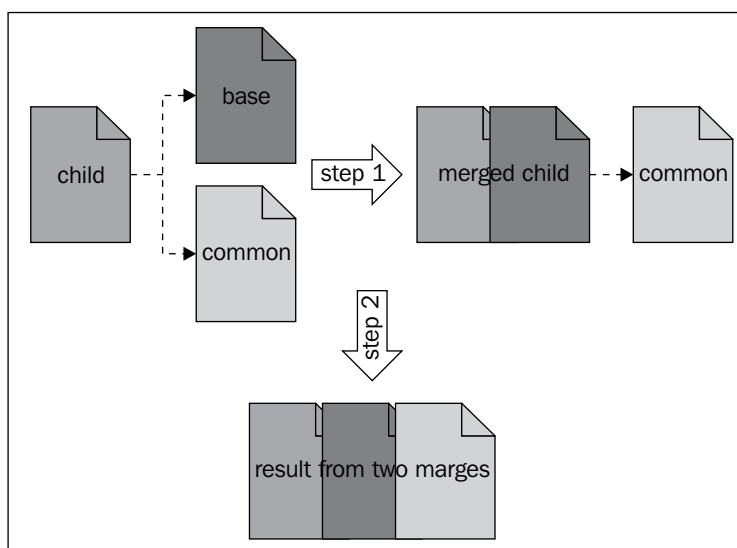 base
child
step 1
merged child
common
common
step 2
result from two marges